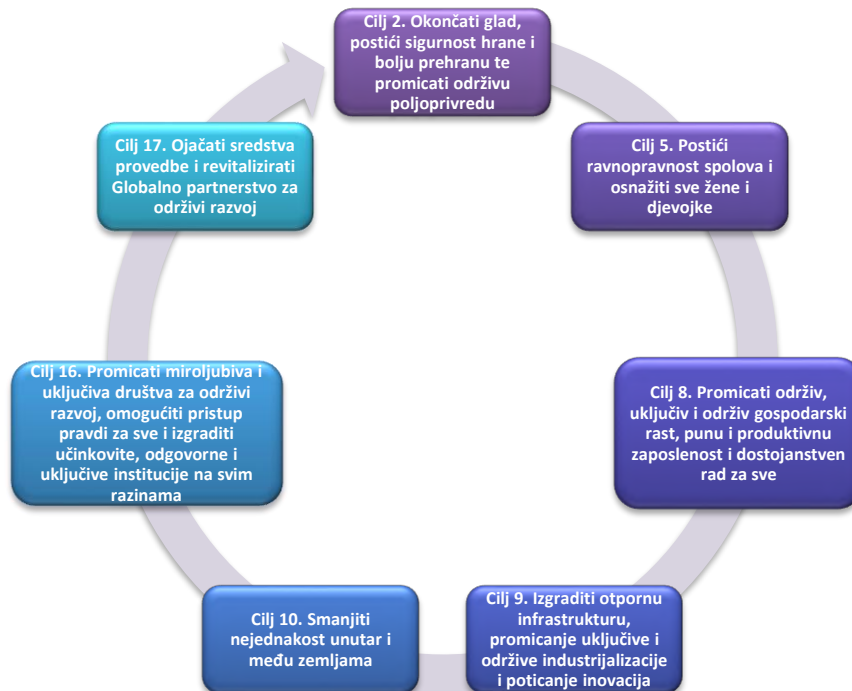 Cilj 2. Okončati glad,
postići sigurnost hrane i
bolju prehranu te
promicati održivu
poljoprivredu
Cilj 5. Postići
ravnopravnost spolova i
osnažiti sve žene i
djevojke
Cilj 8. Promicati održiv,
uključiv i održiv gospodarski
rast, punu i produktivnu
zaposlenost i dostojanstven
rad za sve
Cilj 9. Izgraditi otpornu
infrastrukturu,
promicanje uključive i
održive industrijalizacije
i poticanje inovacija
Cilj 10. Smanjiti
nejednakost unutar i
među zemljama
Cilj 16. Promicati miroljubiva i
uključiva društva za održivi
razvoj, omogućiti pristup
pravdi za sve i izgraditi
učinkovite, odgovorne i
uključive institucije na svim
razinama
Cilj 17. Ojačati sredstva
provedbe i revitalizirati
Globalno partnerstvo za
održivi razvoj